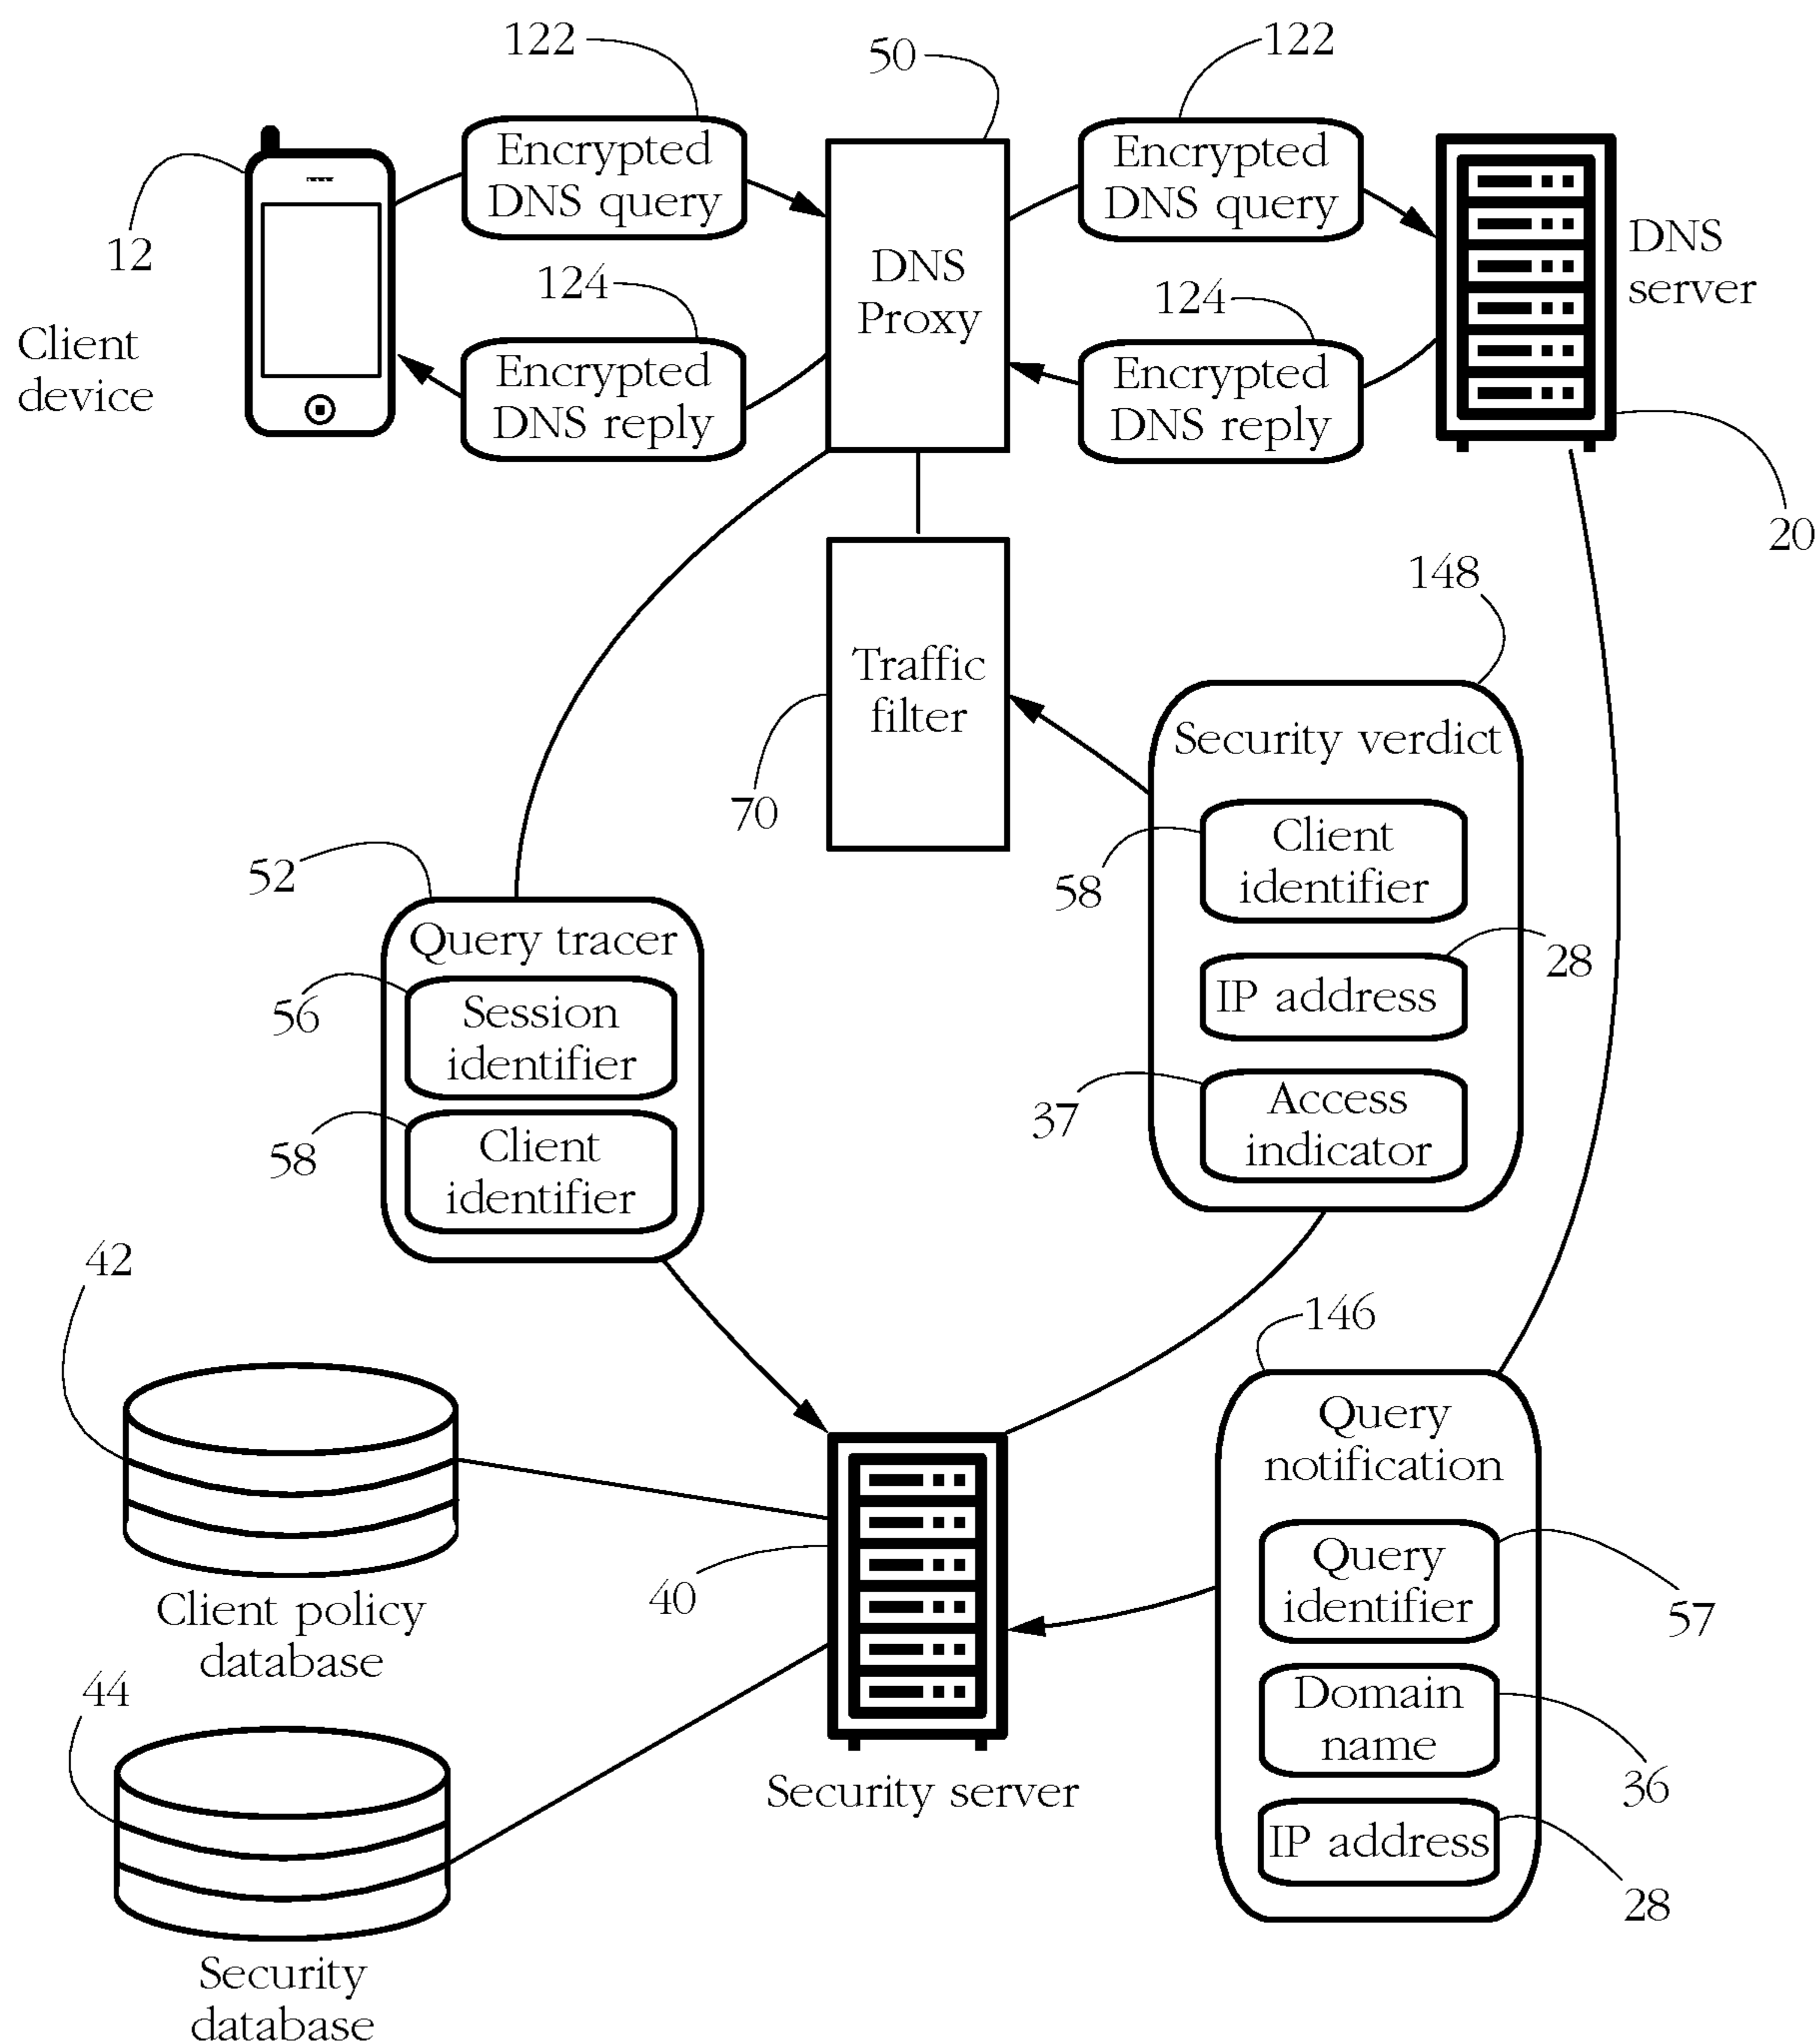 122
50
122
Encrypted
DNS query
Encrypted
DNS query
12
DNS
Proxy
DNS
server
124
124
Client
device
Encrypted
DNS reply
Encrypted
DNS reply
20
148
Traffic
filter
70
Security verdict
Client
identifier
58
52
Query tracer
28
IP address
56
Session
identifier
37
Access
indicator
58
Client
identifier
42
146
Query
notification
40
Query
identifier
57
Client policy
database
44
Domain
name
36
Security server
IP address
28
Security
database